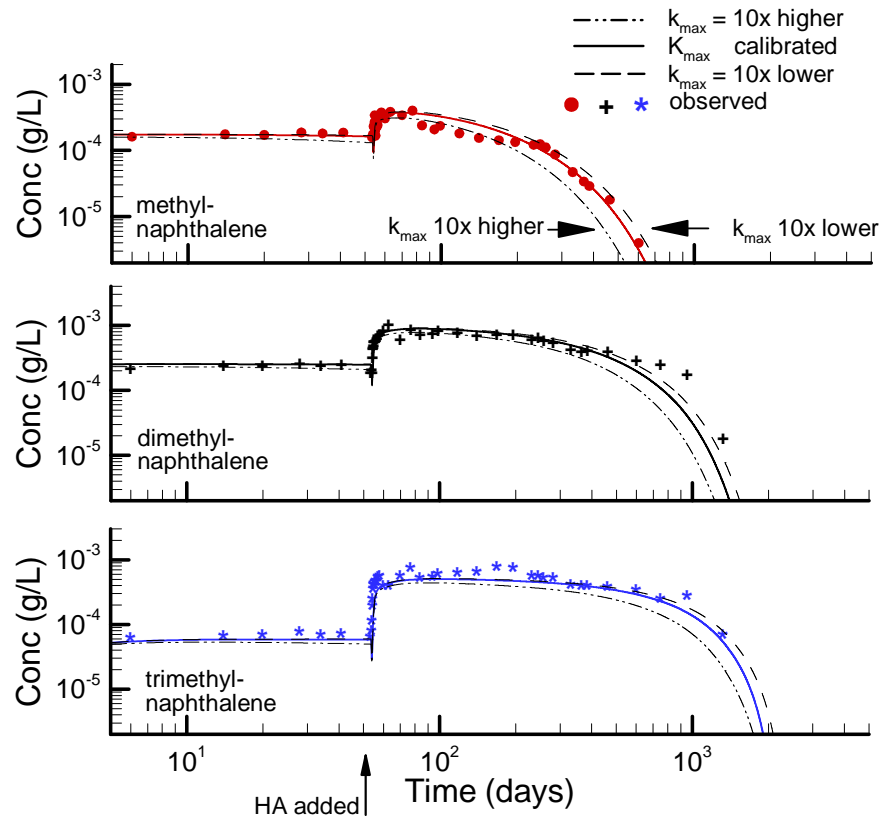 k_max = 10x higher
K_max calibrated
k_max = 10x lower
observed
Conc (g/L)
10^-3
10^-4
10^-5
methyl-
naphthalene
k_max 10x higher
k_max 10x lower
Conc (g/L)
10^-3
10^-4
10^-5
dimethyl-
naphthalene
Conc (g/L)
10^-3
10^-4
10^-5
trimethyl-
naphthalene
10^1
10^2
10^3
HA added
Time (days)